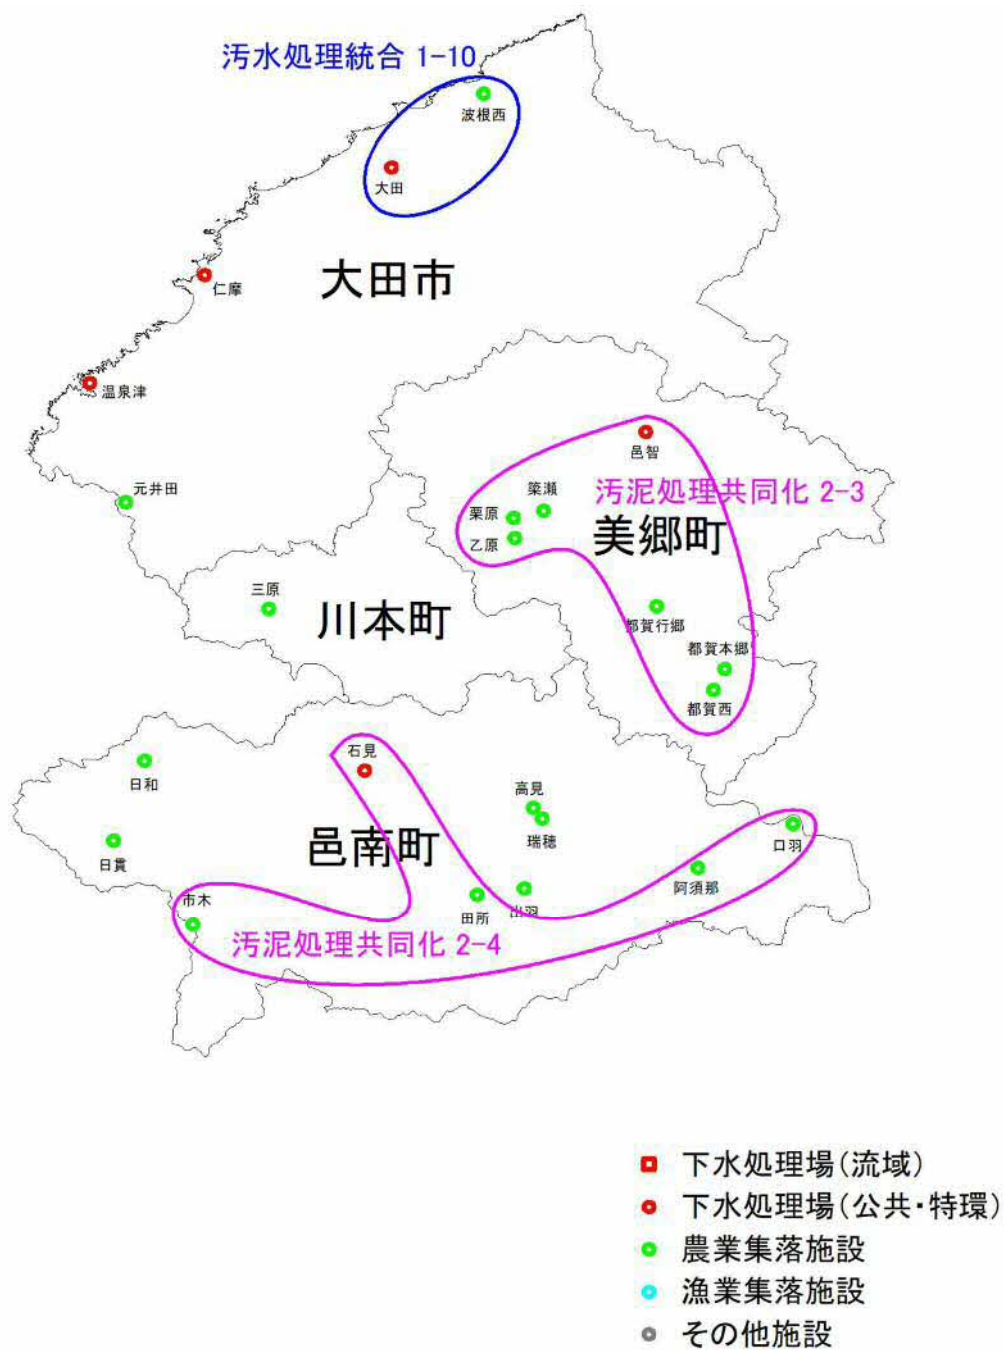 汚水処理統合 1-10
波根西
大田
大田市
仁摩
温泉津
邑智
元井田
簗瀬
汚泥処理共同化 2-3
栗原
美郷町
乙原
三原
川本町
都賀行郷
都賀本郷
都賀西
石見
日和
高見
瑞穂
口羽
邑南町
日貫
阿須那
市木
田所
出羽
汚泥処理共同化 2-4
下水処理場(流域)
下水処理場(公共・特環)
農業集落施設
漁業集落施設
その他施設